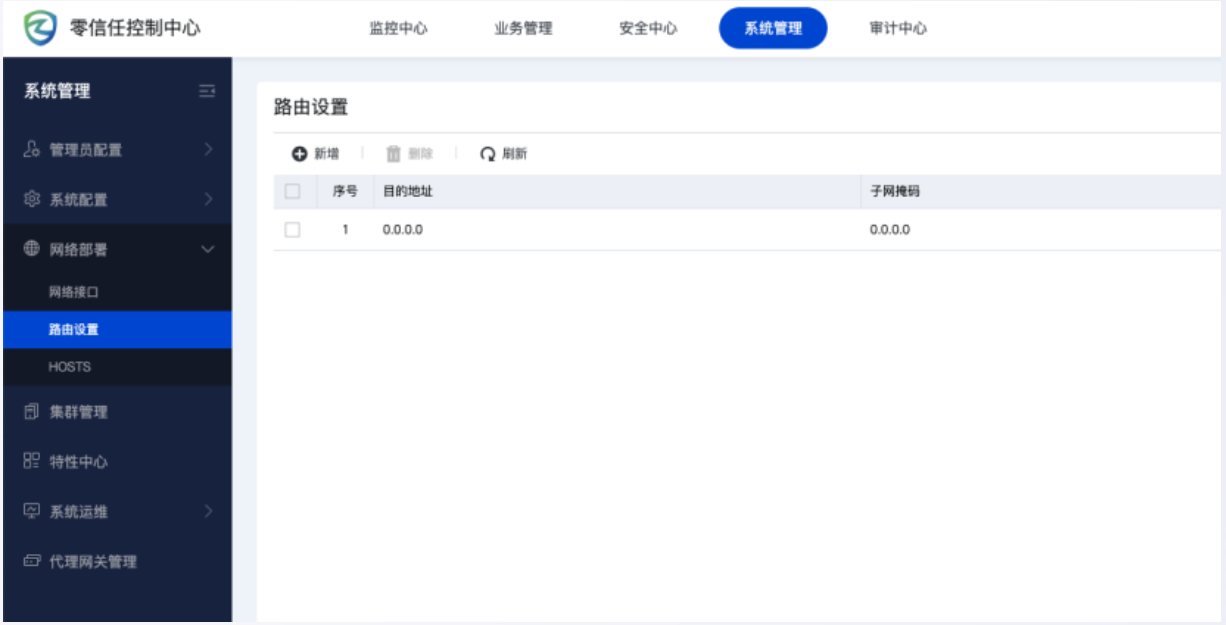 零信任控制中心 监控中心 业务管理 安全中心 系统管理 审计中心
系统管理
管理员配置
系统配置
网络部署
网络接口
路由设置
HOSTS
集群管理
特性中心
系统运维
代理网关管理
路由设置
新增 删除 刷新
序号 目的地址 子网掩码
1 0.0.0.0 0.0.0.0